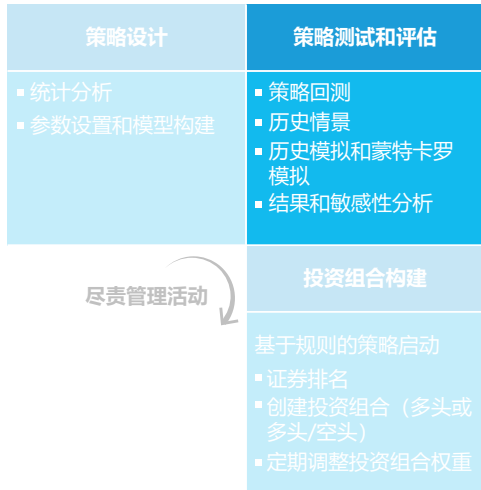 策略设计
▪ 统计分析
▪ 参数设置和模型构建
策略测试和评估
▪ 策略回测
▪ 历史情景
▪ 历史模拟和蒙特卡罗
模拟
▪ 结果和敏感性分析
尽责管理活动
投资组合构建
基于规则的策略启动
▪ 证券排名
▪ 创建投资组合（多头或
多头/空头）
▪ 定期调整投资组合权重